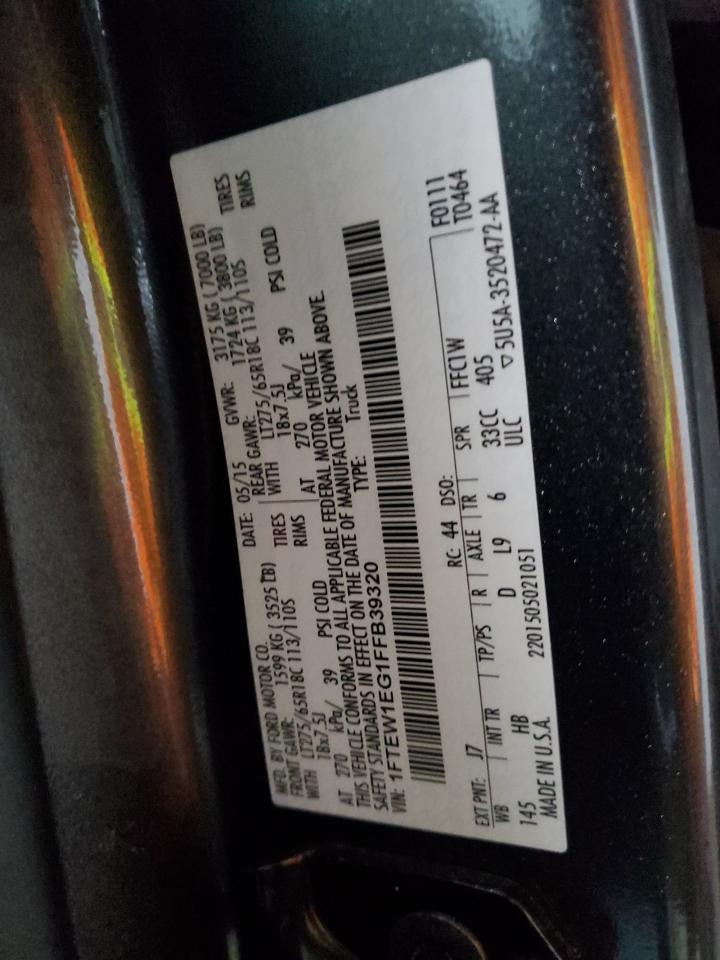 MFD. BY FORD MOTOR CO.
DATE: 05/15 GVWR: 3175 KG ( 7000 LB)
FRONT GAWR: 1599 KG ( 3525 LB)
REAR GAWR: 1724 KG ( 3800 LB)
WITH LT275/65R18C 113/110S TIRES
WITH LT275/65R18C 113/110S TIRES
18x7.5J RIMS
18x7.5J RIMS
AT 270 kPa/ 39 PSI COLD
AT 270 kPa/ 39 PSI COLD
THIS VEHICLE CONFORMS TO ALL APPLICABLE FEDERAL MOTOR VEHICLE
SAFETY STANDARDS IN EFFECT ON THE DATE OF MANUFACTURE SHOWN ABOVE.
VIN: 1FTEW1EG1FFB39320 TYPE: Truck
F0111
T0464
EXT PNT: J7 RC: 44 DSO: FFC1W
WB INT TR TP/PS R AXLE TR SPR
145 HB D L9 6 33CC 405
MADE IN U.S.A. 2201505021051 ULC ▽5U5A-3520472-AA